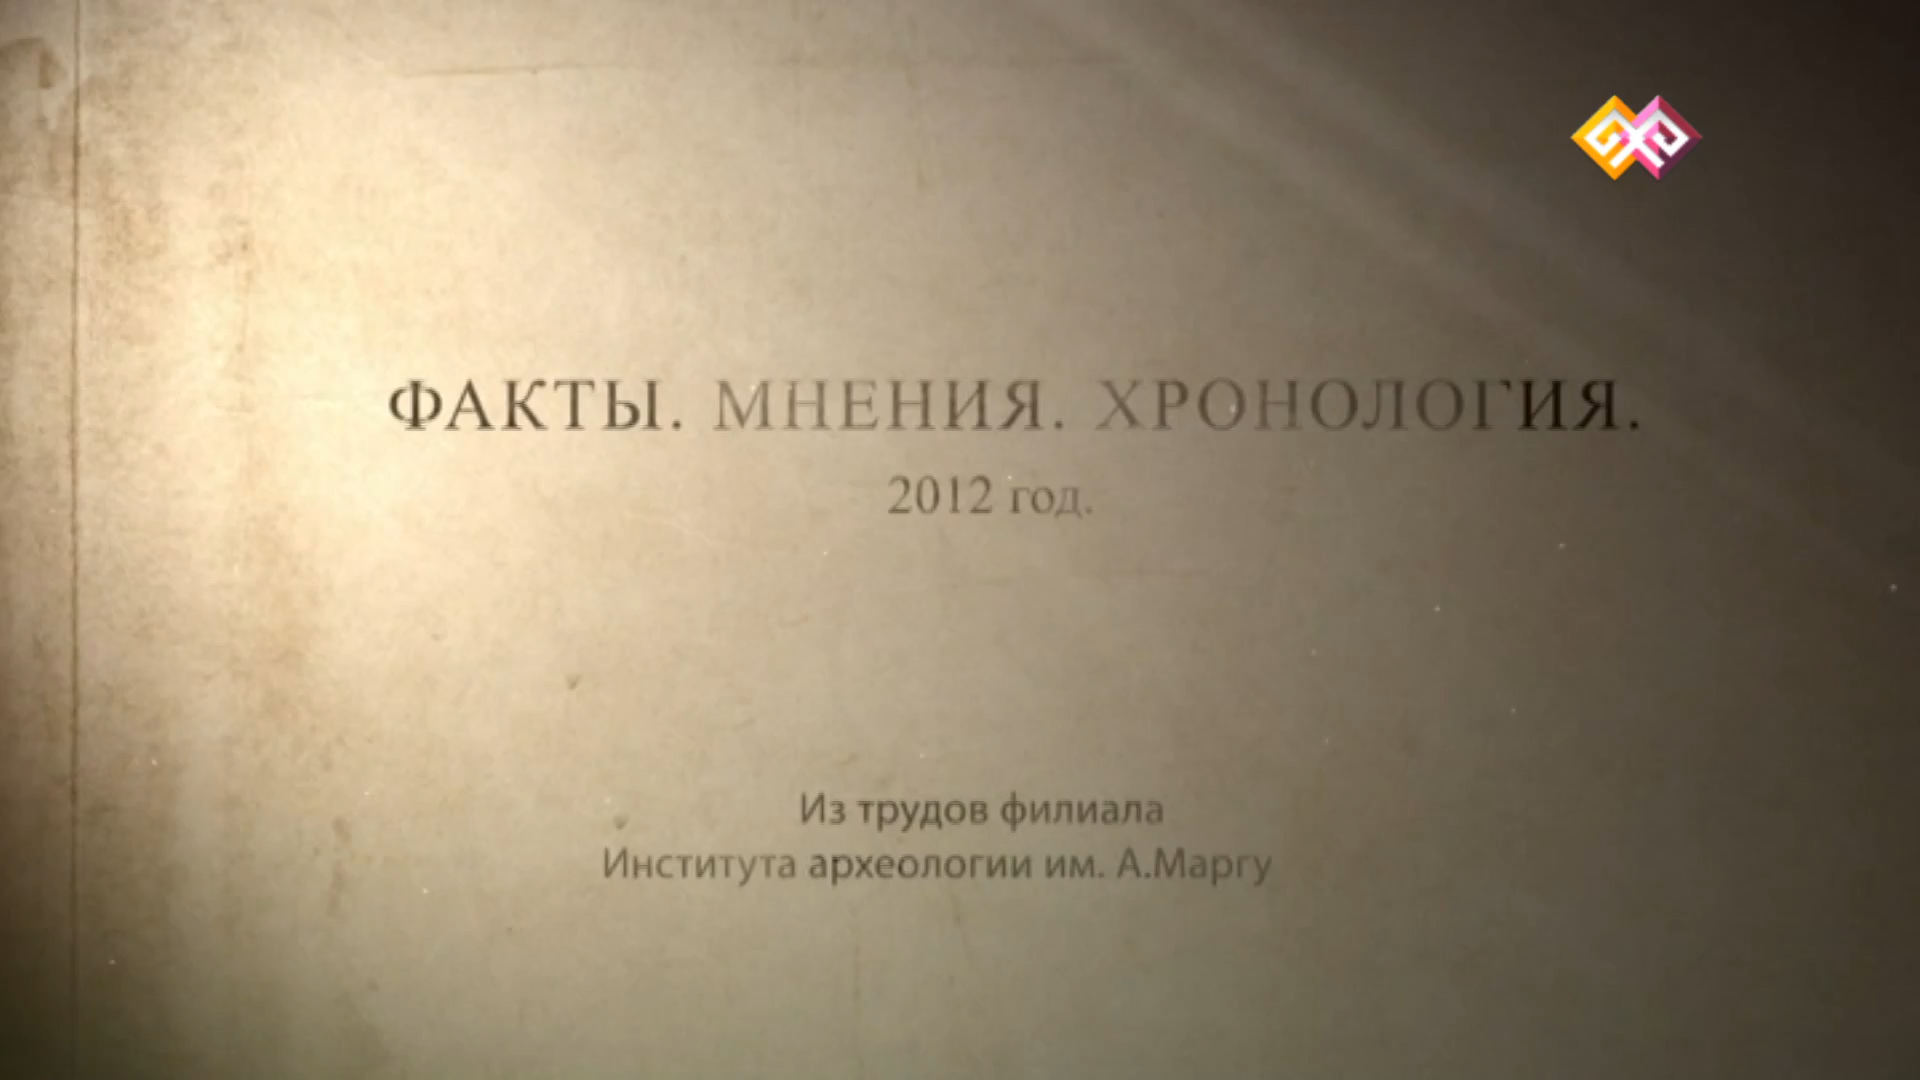 ФАКТЫ. МНЕНИЯ. ХРОНОЛОГИЯ.
2012 год.
Из трудов филиала
Института археологии им. А.Маргу